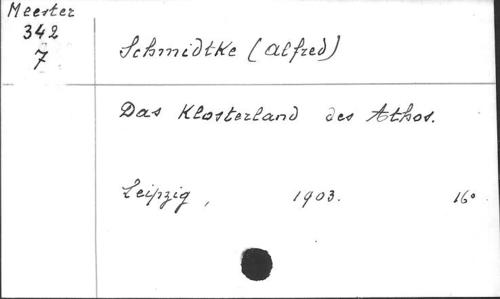 Meester
342
7
Schmidtke (Alfred)
Das Klosterland des Athos.
Leipzig, 1903. 16°